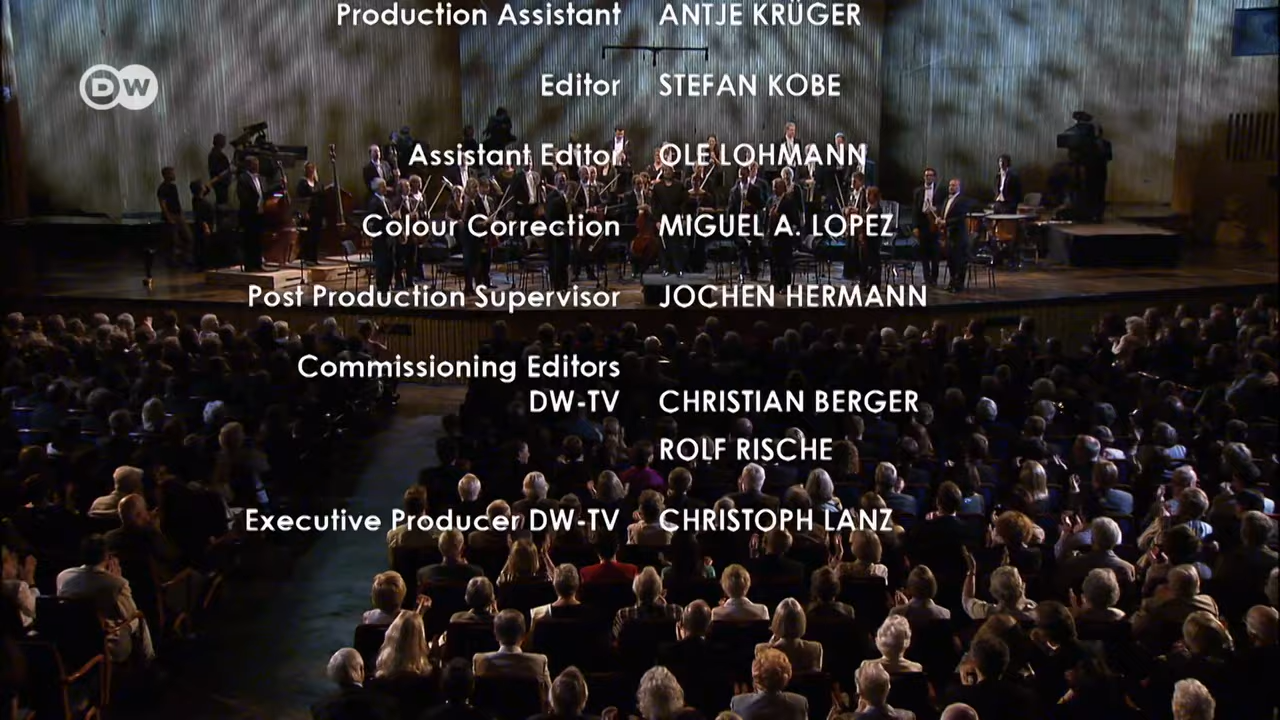 Production Assistant ANTJE KRÜGER
DW
Editor STEFAN KOBE
Assistant Editor OLE LOHMANN
Colour Correction MIGUEL A. LOPEZ
Post Production Supervisor JOCHEN HERMANN
Commissioning Editors
DW-TV CHRISTIAN BERGER
ROLF RISCHE
Executive Producer DW-TV CHRISTOPH LANZ